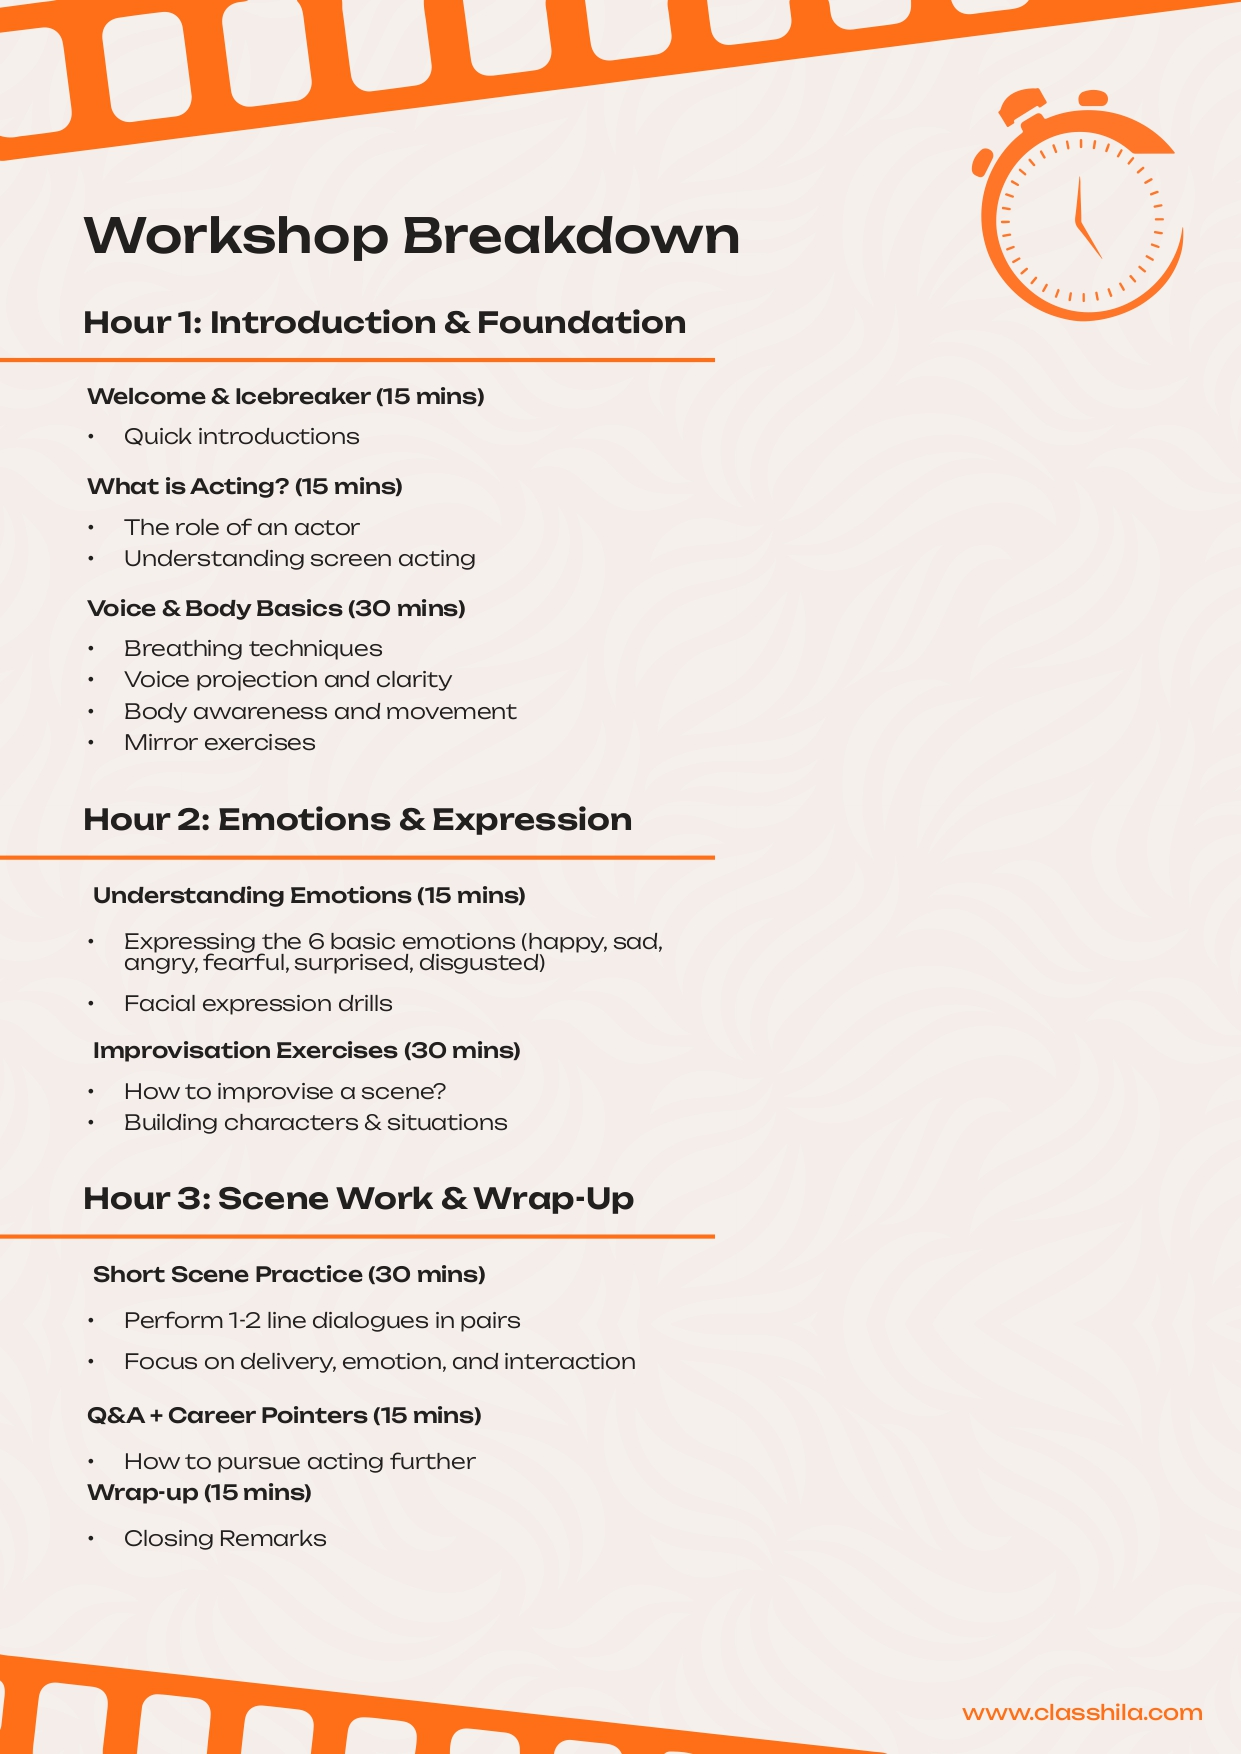 Workshop Breakdown
Hour 1: Introduction & Foundation
Welcome & Icebreaker (15 mins)
• Quick introductions
What is Acting? (15 mins)
• The role of an actor
• Understanding screen acting
Voice & Body Basics (30 mins)
• Breathing techniques
• Voice projection and clarity
• Body awareness and movement
• Mirror exercises
Hour 2: Emotions & Expression
Understanding Emotions (15 mins)
• Expressing the 6 basic emotions (happy, sad,
angry, fearful, surprised, disgusted)
• Facial expression drills
Improvisation Exercises (30 mins)
• How to improvise a scene?
• Building characters & situations
Hour 3: Scene Work & Wrap-Up
Short Scene Practice (30 mins)
• Perform 1-2 line dialogues in pairs
• Focus on delivery, emotion, and interaction
Q&A + Career Pointers (15 mins)
• How to pursue acting further
Wrap-up (15 mins)
• Closing Remarks
www.classhila.com